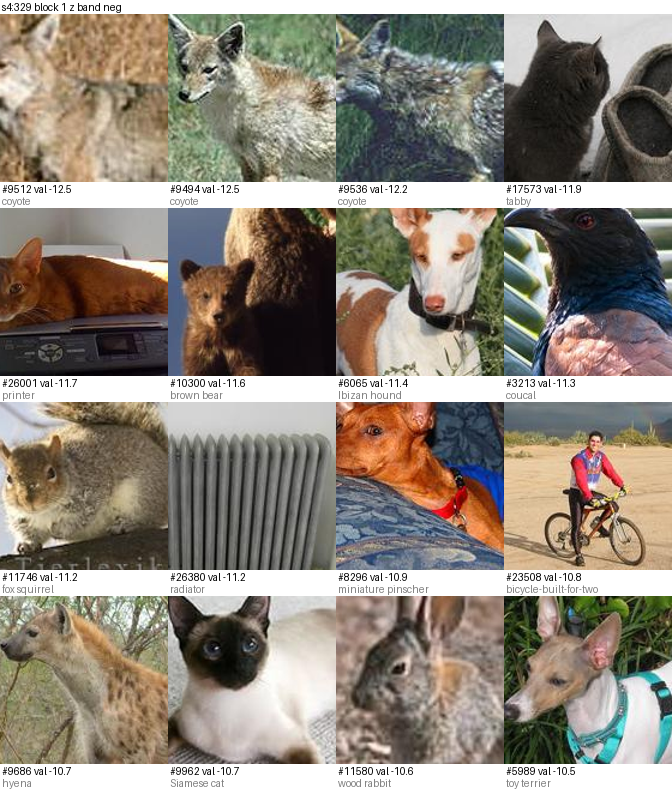 s4:329 block 1 z band neg
#9512 val -12.5
coyote
#9494 val -12.5
coyote
#9536 val -12.2
coyote
#17573 val -11.9
tabby
#26001 val -11.7
printer
#10300 val -11.6
brown bear
#6065 val -11.4
Ibizan hound
#3213 val -11.3
coucal
Tierlexik
#11746 val -11.2
fox squirrel
#26380 val -11.2
radiator
#8296 val -10.9
miniature pinscher
#23508 val -10.8
bicycle-built-for-two
#9686 val -10.7
hyena
#9962 val -10.7
Siamese cat
#11580 val -10.6
wood rabbit
#5989 val -10.5
toy terrier